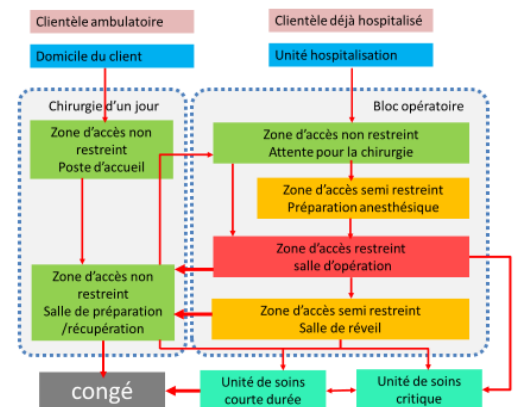 Clientèle ambulatoire
Clientèle déjà hospitalisé
Domicile du client
Unité hospitalisation
Chirurgie d'un jour
Bloc opératoire
Zone d'accès non
restreint
Poste d'accueil
Zone d'accès non restreint
Attente pour la chirurgie
Zone d'accès semi restreint
Préparation anesthésique
Zone d'accès restreint
salle d'opération
Zone d'accès non
restreint
Salle de préparation
/récupération
Zone d'accès semi restreint
Salle de réveil
congé
Unité de soins
courte durée
Unité de soins
critique